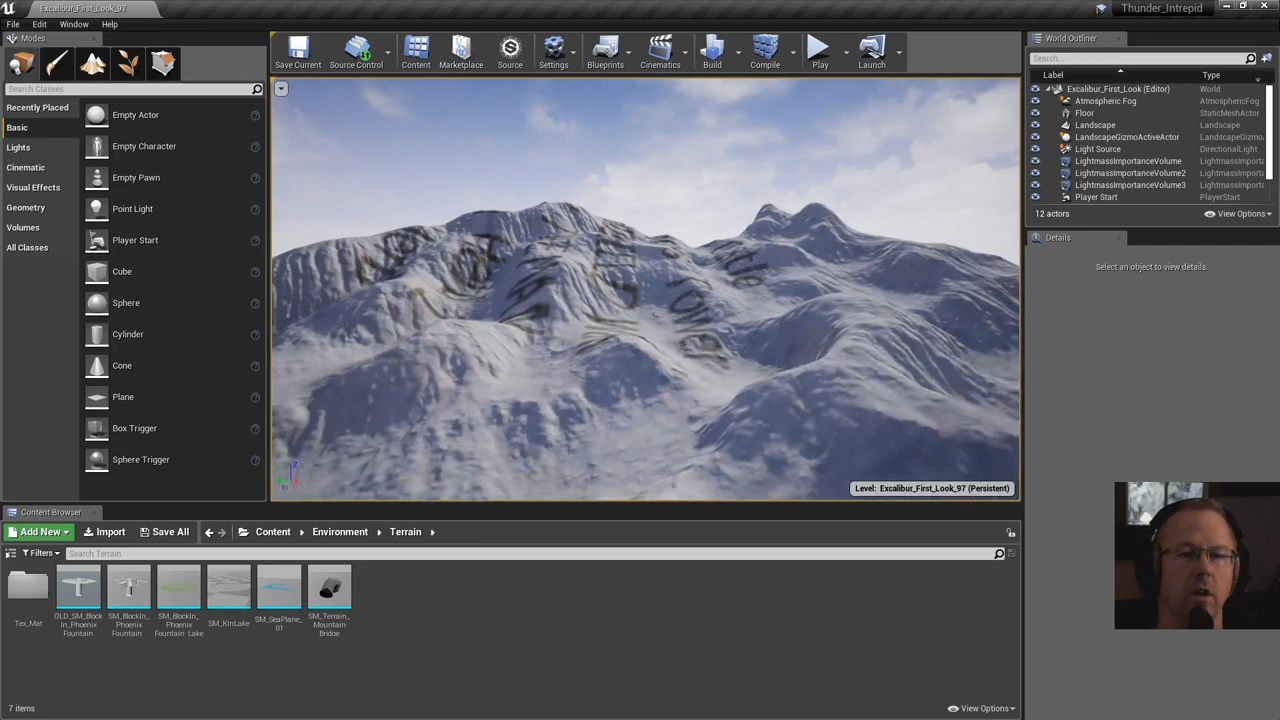 Excalibur_First_Look_97
Thunder_Intrepid
File Edit Window Help
Modes
Search Classes
Recently Placed
Basic
Lights
Cinematic
Visual Effects
Geometry
Volumes
All Classes
Empty Actor
Empty Character
Empty Pawn
Point Light
Player Start
Cube
Sphere
Cylinder
Cone
Plane
Box Trigger
Sphere Trigger
Save Current Source Control Content Marketplace Source Settings Blueprints Cinematics Build Compile Play Launch
Level: Excalibur_First_Look_97 (Persistent)
World Outliner
Search...
Label Type
Excalibur_First_Look (Editor) World
Atmospheric Fog AtmosphericFog
Floor StaticMeshActor
Landscape Landscape
LandscapeGizmoActiveActor LandscapeGizmo
Light Source DirectionalLight
LightmassImportanceVolume LightmassImporta
LightmassImportanceVolume2 LightmassImporta
LightmassImportanceVolume3 LightmassImporta
Player Start PlayerStart
12 actors View Options
Details
Select an object to view details.
Content Browser
Add New Import Save All Content Environment Terrain
Filters Search Terrain
Tex_Mat
OLD_SM_Block
In_Phoenix
Fountain
SM_BlockIn_
Phoenix
Fountain
SM_BlockIn_
Phoenix
Fountain_Lake
SM_KinLake
SM_SeaPlane_
01
SM_Terrain_
Mountain
Bridge
7 items View Options